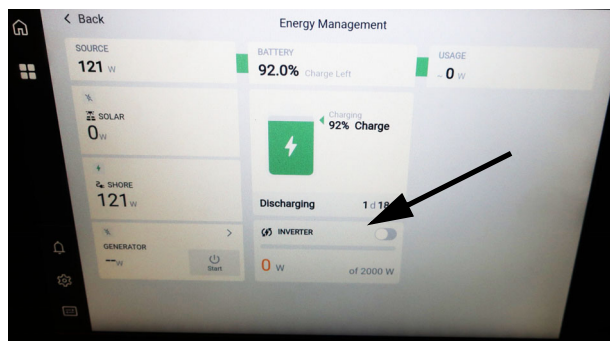 < Back
Energy Management
SOURCE
121 w
BATTERY
92.0% Charge Left
USAGE
~ 0 w
SOLAR
0w
Charging
92% Charge
SHORE
121 w
Discharging 1 d 18
INVERTER
GENERATOR
--w
Start
0 w of 2000 W